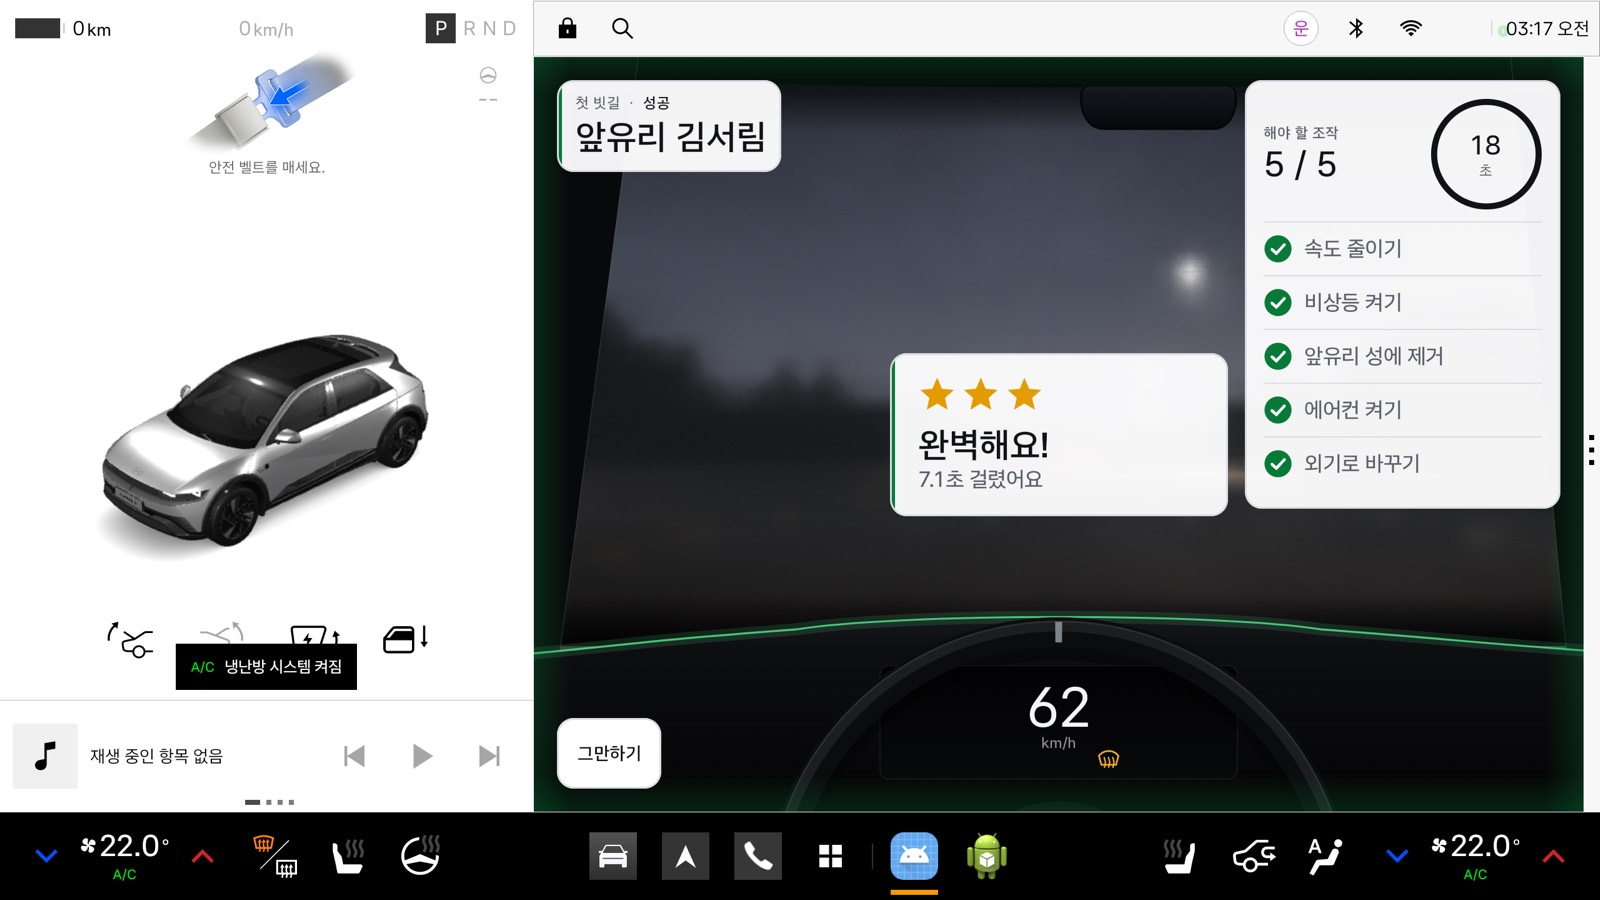 0 km
0 km/h
P R N D
운
03:17 오전
--
안전 벨트를 매세요.
첫 빗길 · 성공
앞유리 김서림
해야 할 조작
5 / 5
18
초
속도 줄이기
비상등 켜기
앞유리 성에 제거
에어컨 켜기
외기로 바꾸기
완벽해요!
7.1초 걸렸어요
A/C 냉난방 시스템 켜짐
62
km/h
재생 중인 항목 없음
그만하기
22.0°
A/C
A
22.0°
A/C